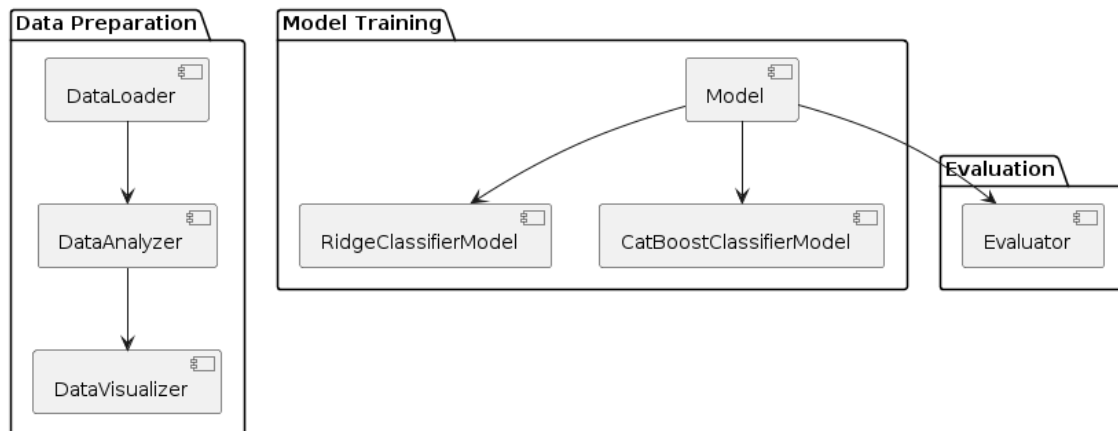 Data Preparation
DataLoader
DataAnalyzer
DataVisualizer
Model Training
Model
RidgeClassifierModel
CatBoostClassifierModel
Evaluation
Evaluator